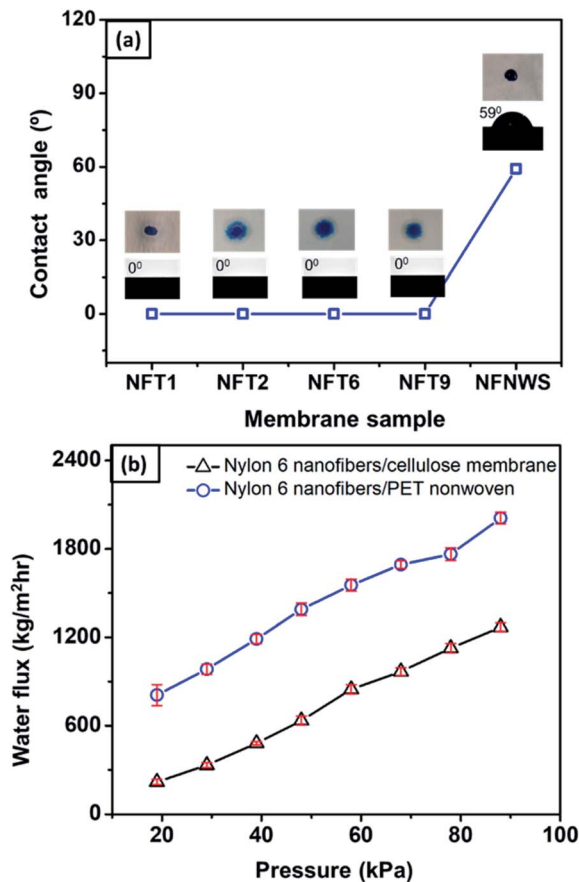 (a)
Contact angle (º)
120
90
60
30
0
59⁰
0⁰
0⁰
0⁰
0⁰
NFT1 NFT2 NFT6 NFT9 NFNWS
Membrane sample
(b)
Water flux (kg/m²hr)
2400
1800
1200
600
0
Nylon 6 nanofibers/cellulose membrane
Nylon 6 nanofibers/PET nonwoven
20 40 60 80 100
Pressure (kPa)